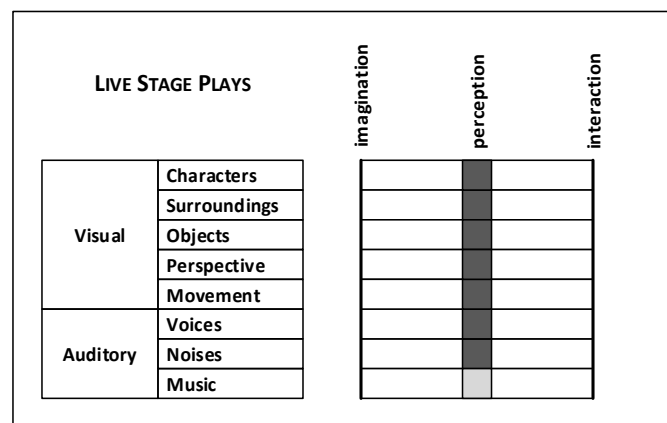 LIVE STAGE PLAYS
imagination
perception
interaction
Visual
Characters
Surroundings
Objects
Perspective
Movement
Auditory
Voices
Noises
Music